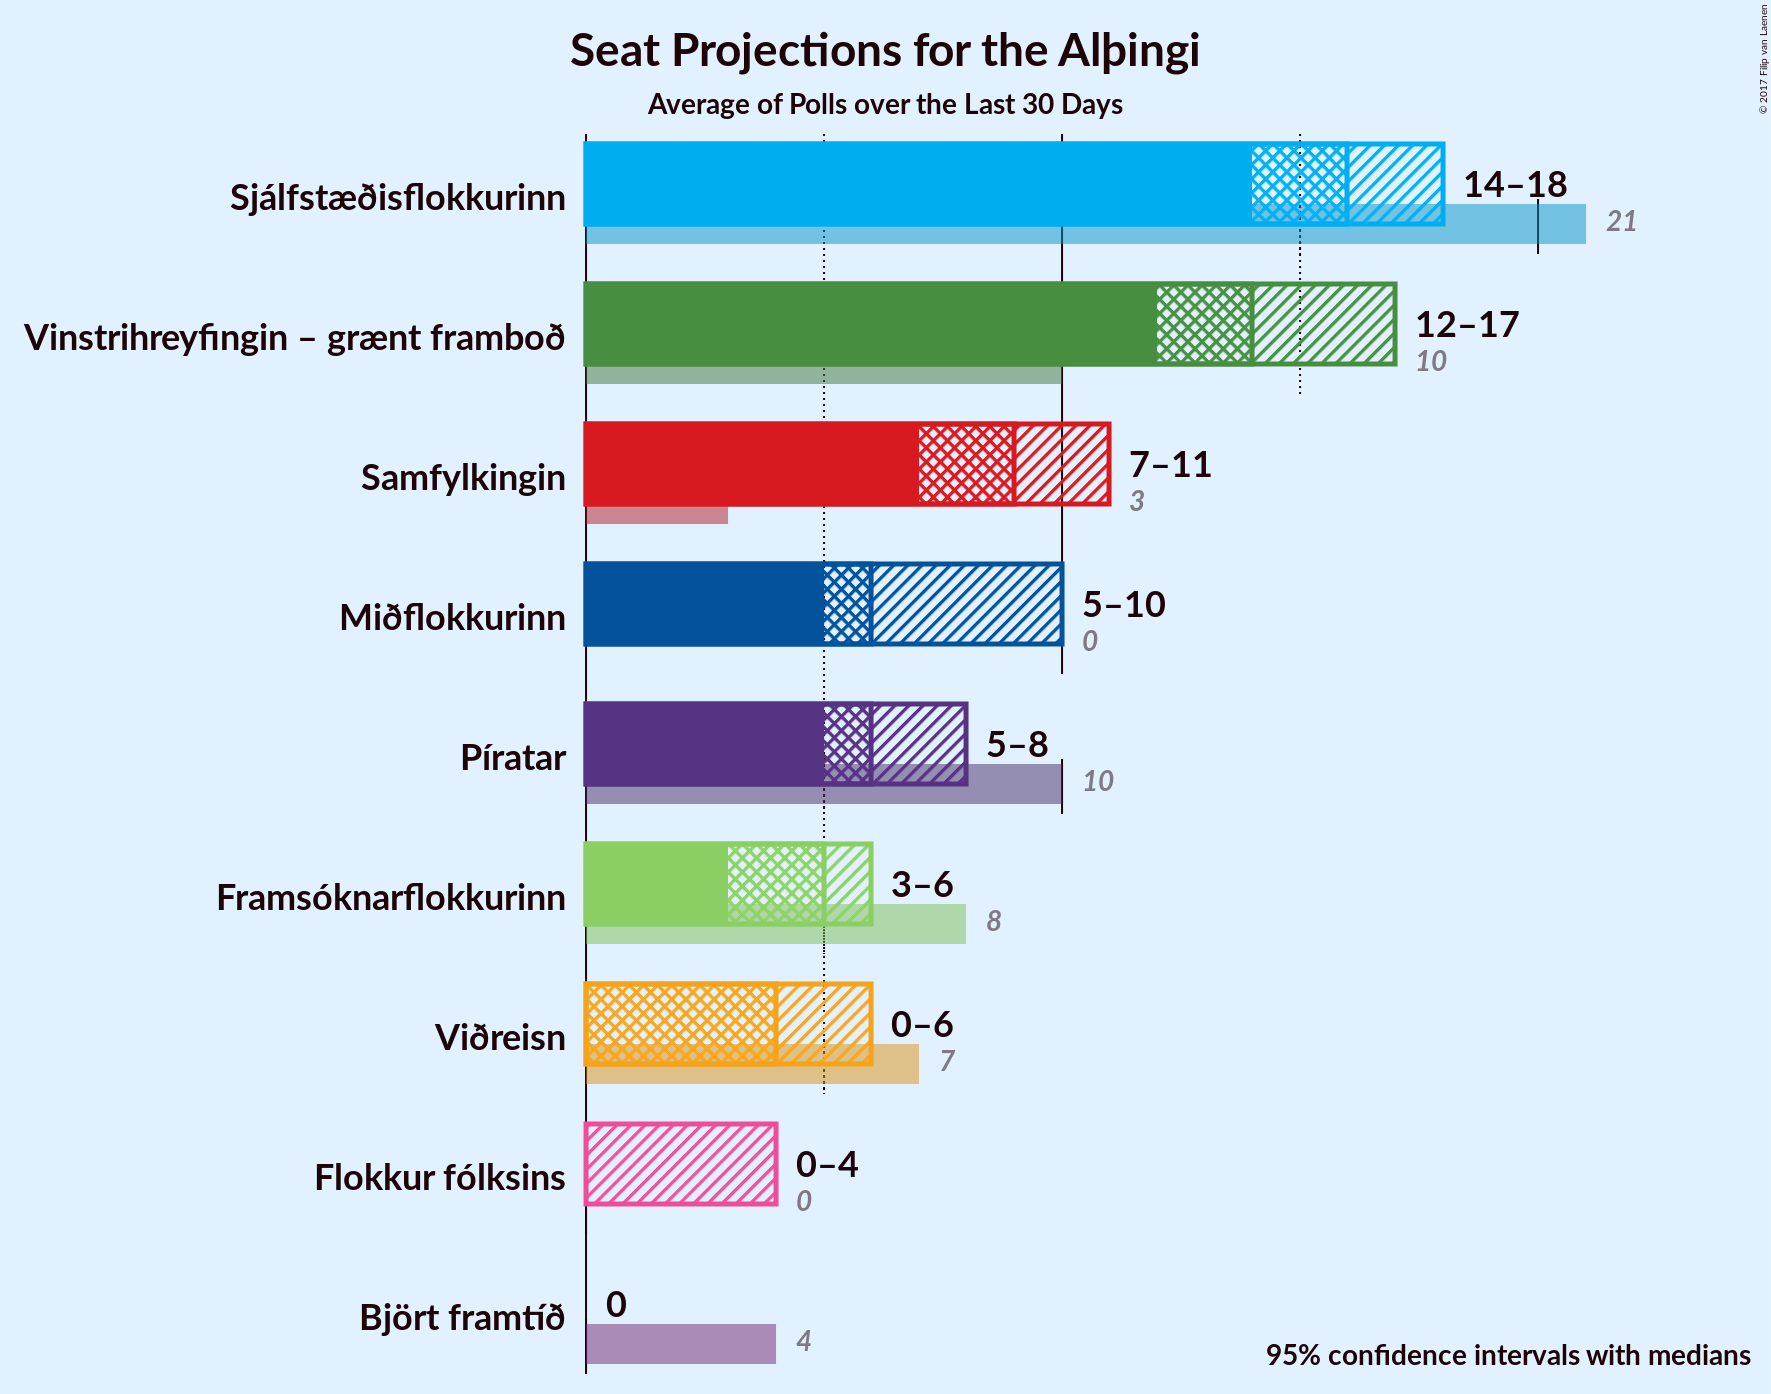 © 2017 Filip van Laenen
Seat Projections for the Alþingi
Average of Polls over the Last 30 Days
Sjálfstæðisflokkurinn
14–18
21
Vinstrihreyfingin – grænt framboð
12–17
10
Samfylkingin
7–11
3
Miðflokkurinn
5–10
0
Píratar
5–8
10
Framsóknarflokkurinn
3–6
8
Viðreisn
0–6
7
Flokkur fólksins
0–4
0
Björt framtíð
0
4
95% confidence intervals with medians